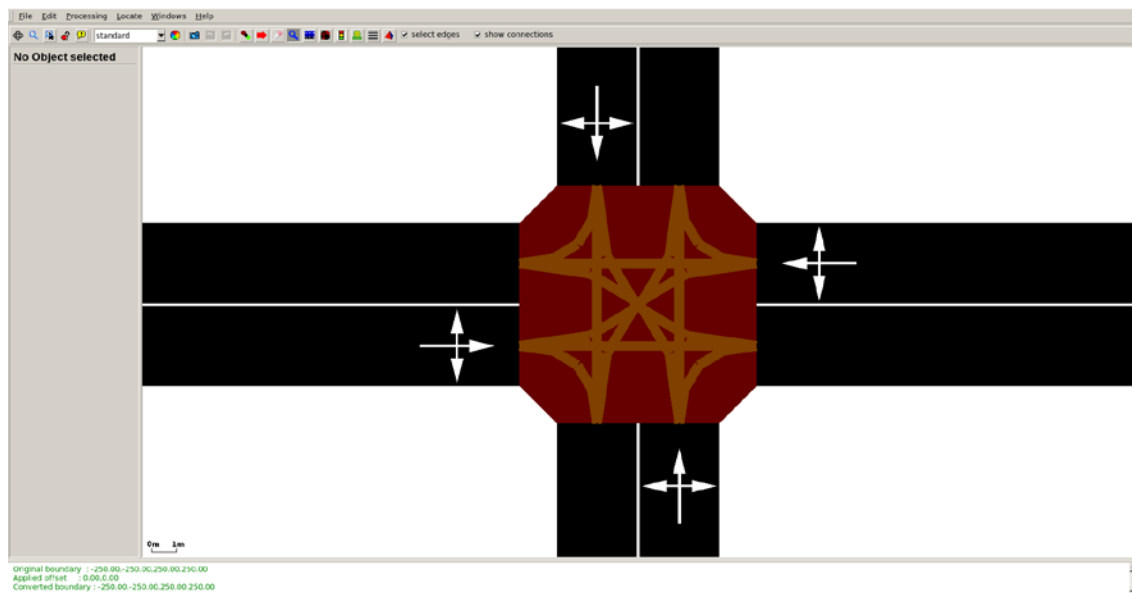 File Edit Processing Locate Windows Help
standard select edges show connections
No Object selected
0m 1m
Original boundary : -250.00,-250.00,250.00,250.00
Applied offset : 0.00,0.00
Converted boundary : -250.00,-250.00,250.00,250.00